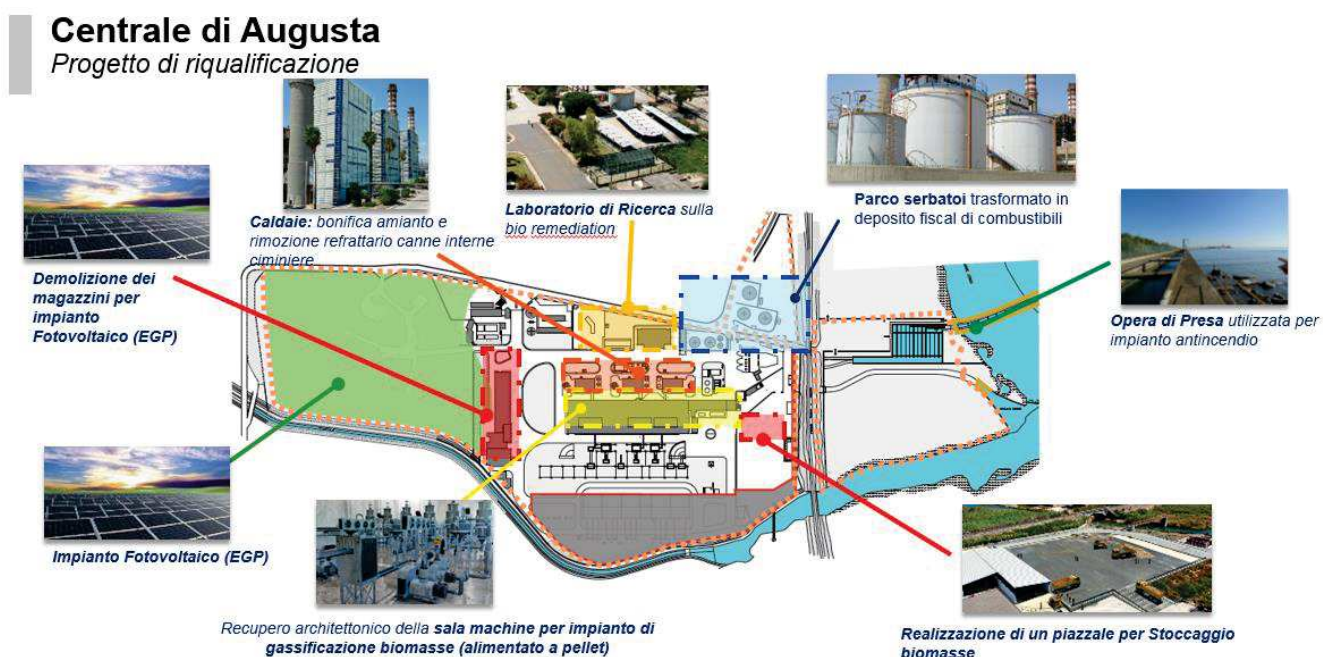 Centrale di Augusta
Progetto di riqualificazione
Caldaie: bonifica amianto e
rimozione refrattario canne interne
ciminiere
Laboratorio di Ricerca sulla
bio remediation
Parco serbatoi trasformato in
deposito fiscal di combustibili
Demolizione dei
magazzini per
impianto
Fotovoltaico (EGP)
Opera di Presa utilizzata per
impianto antincendio
Impianto Fotovoltaico (EGP)
Recupero architettonico della sala machine per impianto di
gassificazione biomasse (alimentato a pellet)
Realizzazione di un piazzale per Stoccaggio
biomasse